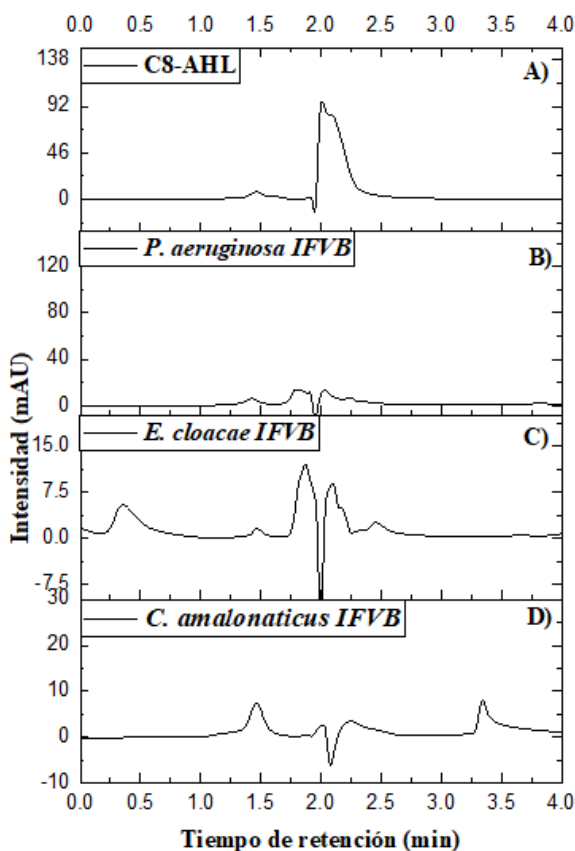 0.0 0.5 1.0 1.5 2.0 2.5 3.0 3.5 4.0
138
C8-AHL
A)
92
46
0
P. aeruginosa IFVB
B)
120
80
40
0
E. cloacae IFVB
C)
15.0
7.5
0.0
-7.5
30
C. amalonaticus IFVB
D)
20
10
0
-10
0.0 0.5 1.0 1.5 2.0 2.5 3.0 3.5 4.0
Intensidad (mAU)
Tiempo de retención (min)